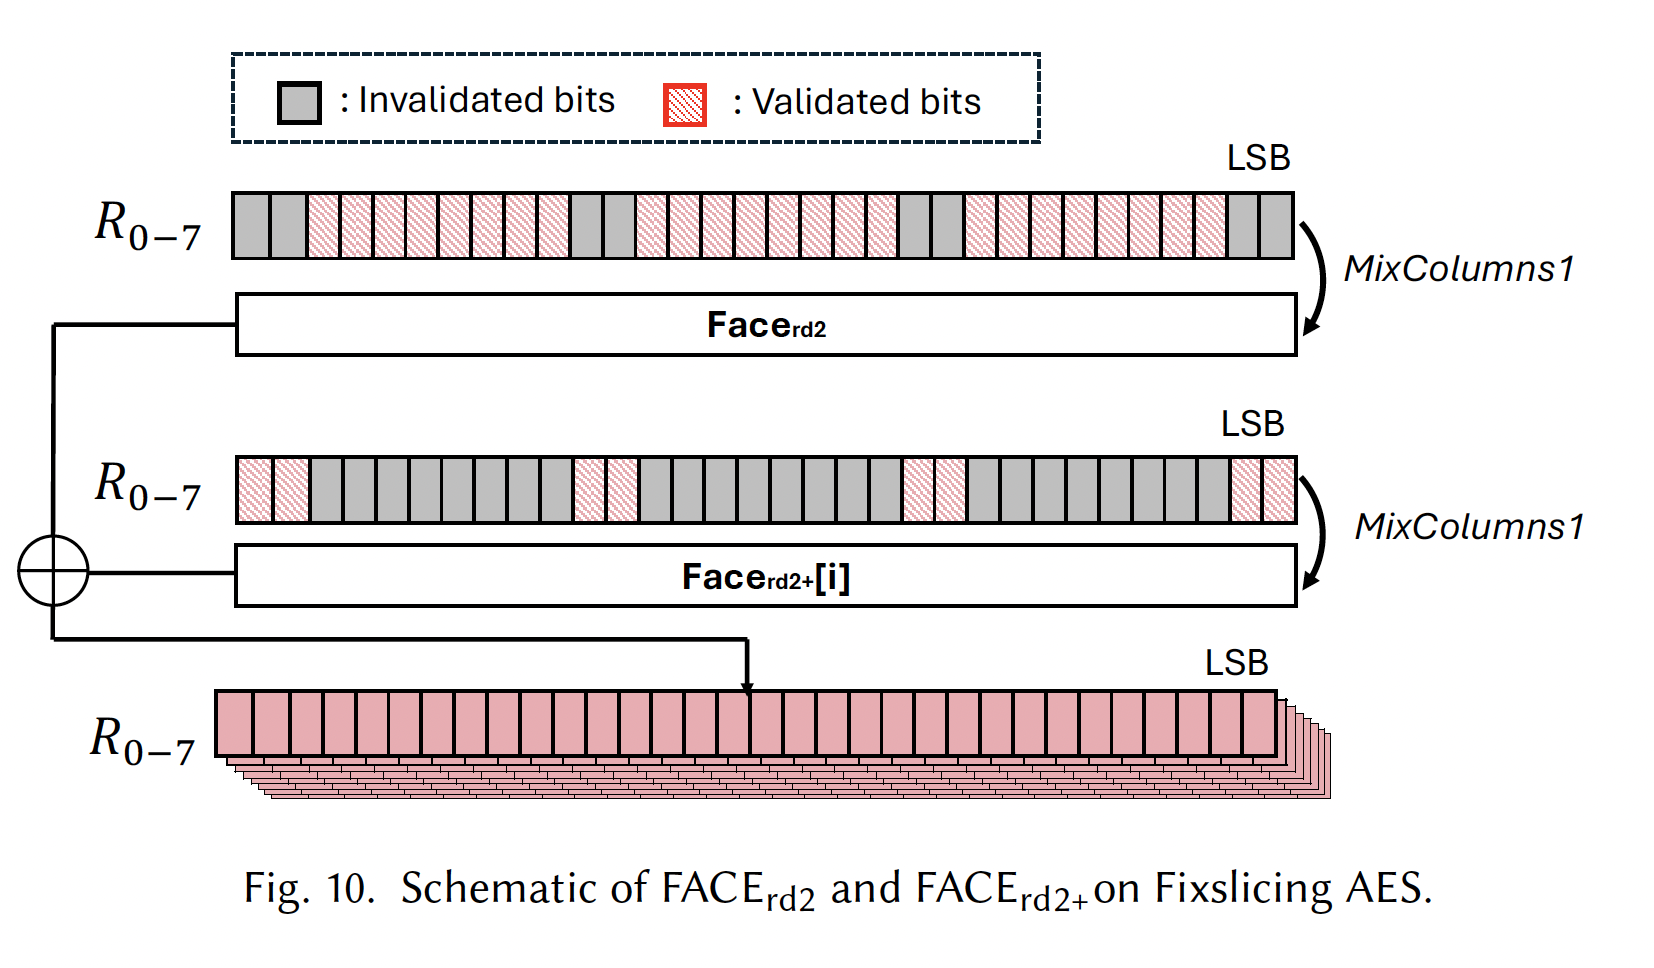 : Invalidated bits : Validated bits
LSB
R0−7
MixColumns1
Facerd2
LSB
R0−7
MixColumns1
Facerd2+[i]
LSB
R0−7
Fig. 10. Schematic of FACErd2 and FACErd2+on Fixslicing AES.